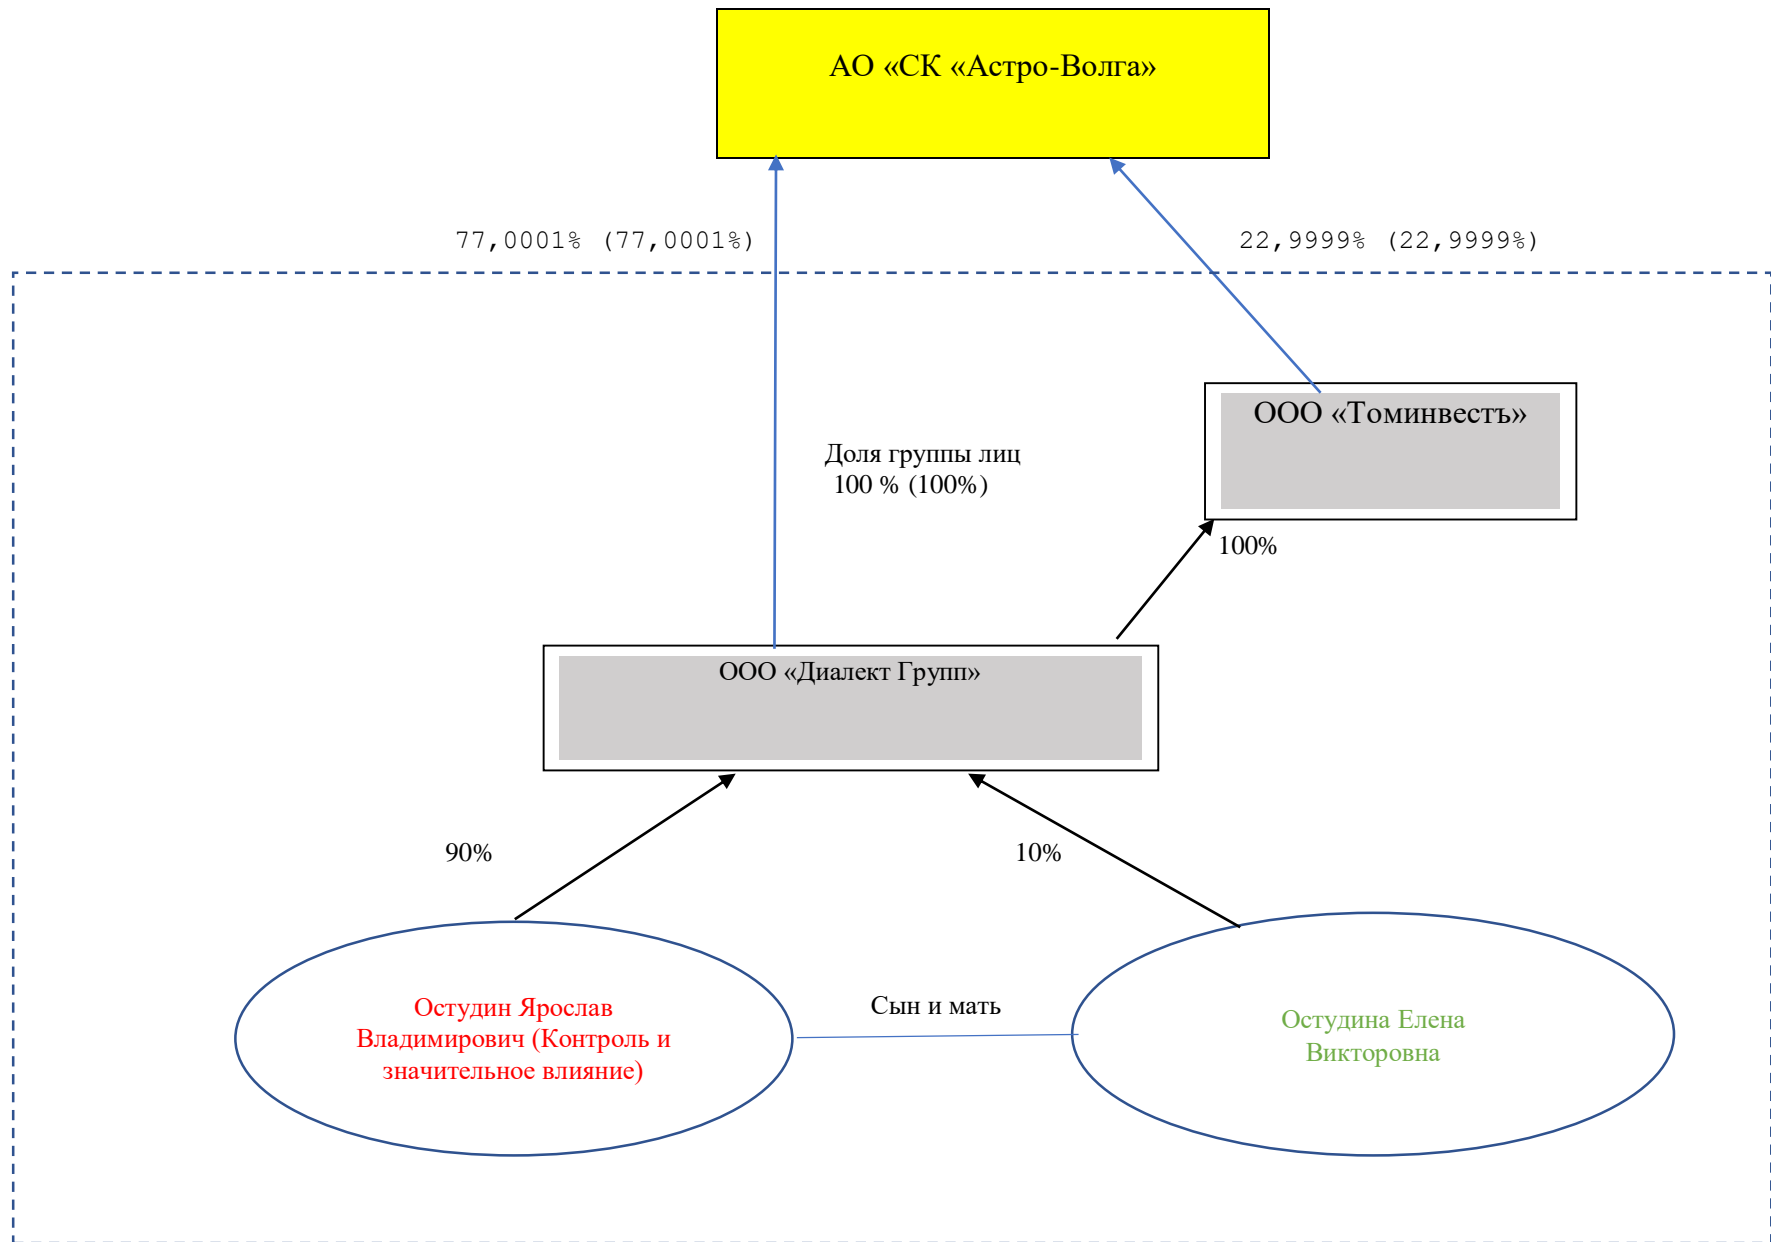 АО «СК «Астро-Волга»
77,0001% (77,0001%)
22,9999% (22,9999%)
ООО «Томинвестъ»
Доля группы лиц
100 % (100%)
100%
ООО «Диалект Групп»
90%
10%
Остудин Ярослав
Владимирович (Контроль и
значительное влияние)
Сын и мать
Остудина Елена
Викторовна